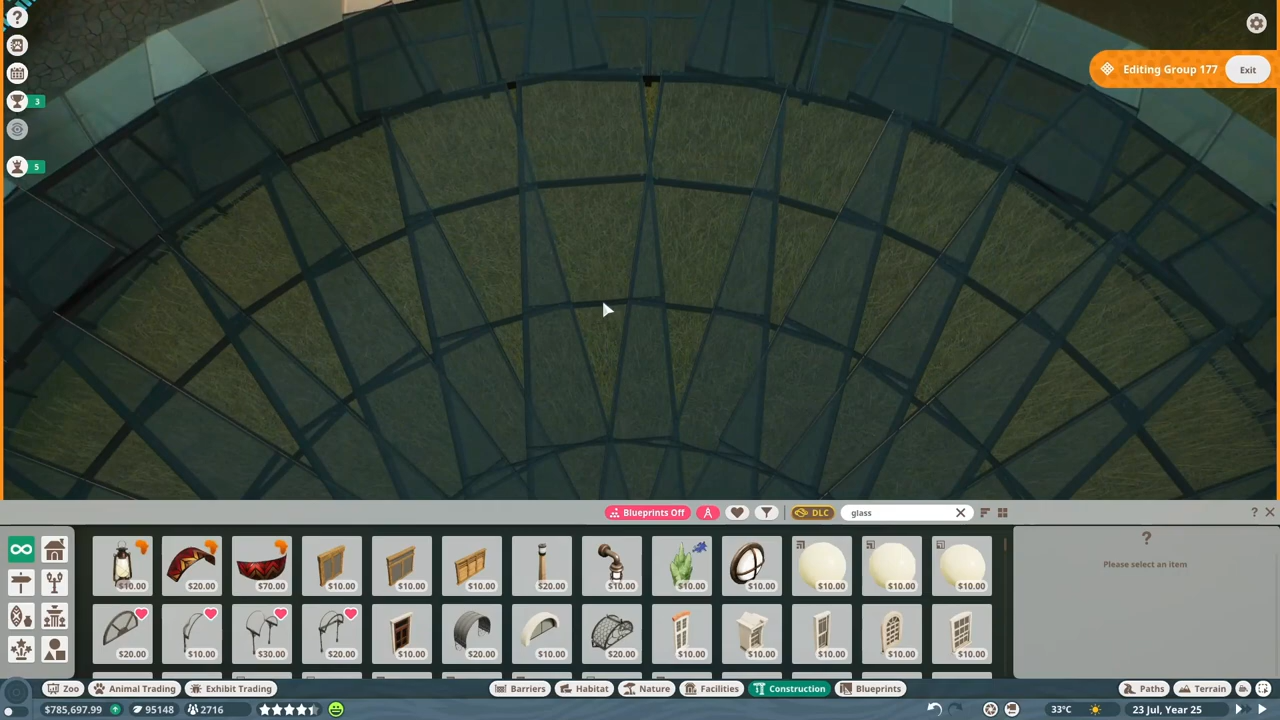 ?
3
5
Editing Group 177
Exit
Blueprints Off
DLC
glass
?
$10.00
$20.00
$70.00
$10.00
$10.00
$10.00
$20.00
$10.00
$10.00
$10.00
$10.00
$10.00
$10.00
$20.00
$10.00
$30.00
$20.00
$10.00
$20.00
$10.00
$20.00
$10.00
$10.00
$10.00
$10.00
$10.00
?
Please select an item
Zoo
Animal Trading
Exhibit Trading
Barriers
Habitat
Nature
Facilities
Construction
Blueprints
Paths
Terrain
$785,697.99
95148
2716
33°C
23 Jul, Year 25